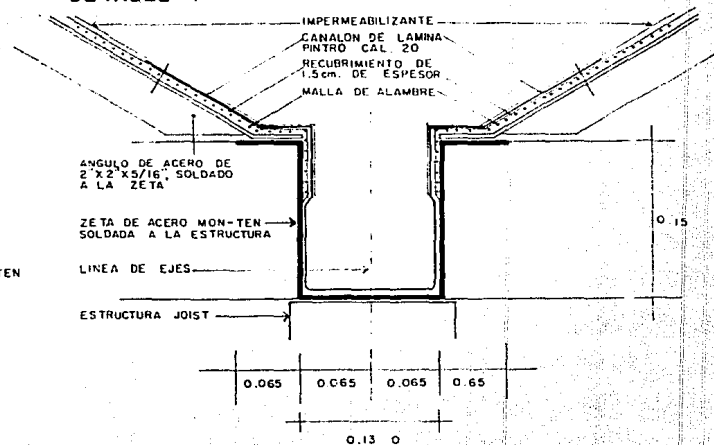 IMPERMEABILIZANTE
CANALON DE LAMINA
PINTRO CAL. 20
RECUBRIMIENTO DE
1.5cm. DE ESPESOR
MALLA DE ALAMBRE
ANGULO DE ACERO DE
2"X2"X5/16", SOLDADO
A LA ZETA
ZETA DE ACERO MON-TEN
SOLDADA A LA ESTRUCTURA
TEN
LINEA DE EJES
ESTRUCTURA JOIST
0.15
0.065 0.065 0.065 0.65
0.13 0